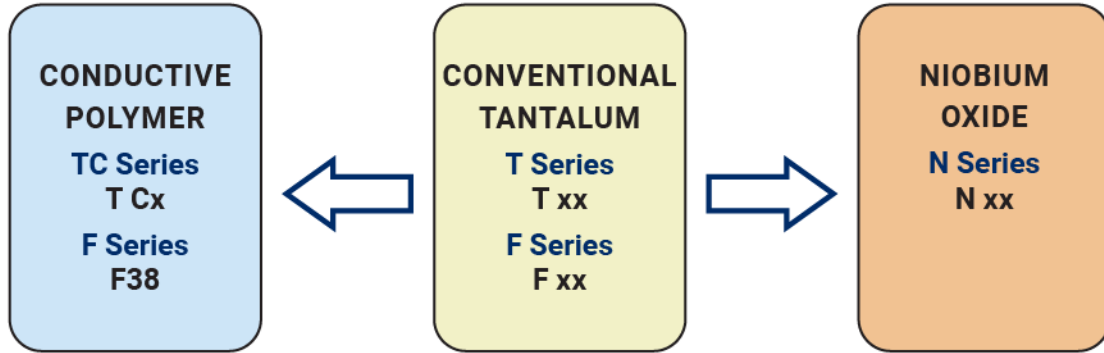 CONDUCTIVE
POLYMER
TC Series
T Cx
F Series
F38
CONVENTIONAL
TANTALUM
T Series
T xx
F Series
F xx
NIOBIUM
OXIDE
N Series
N xx